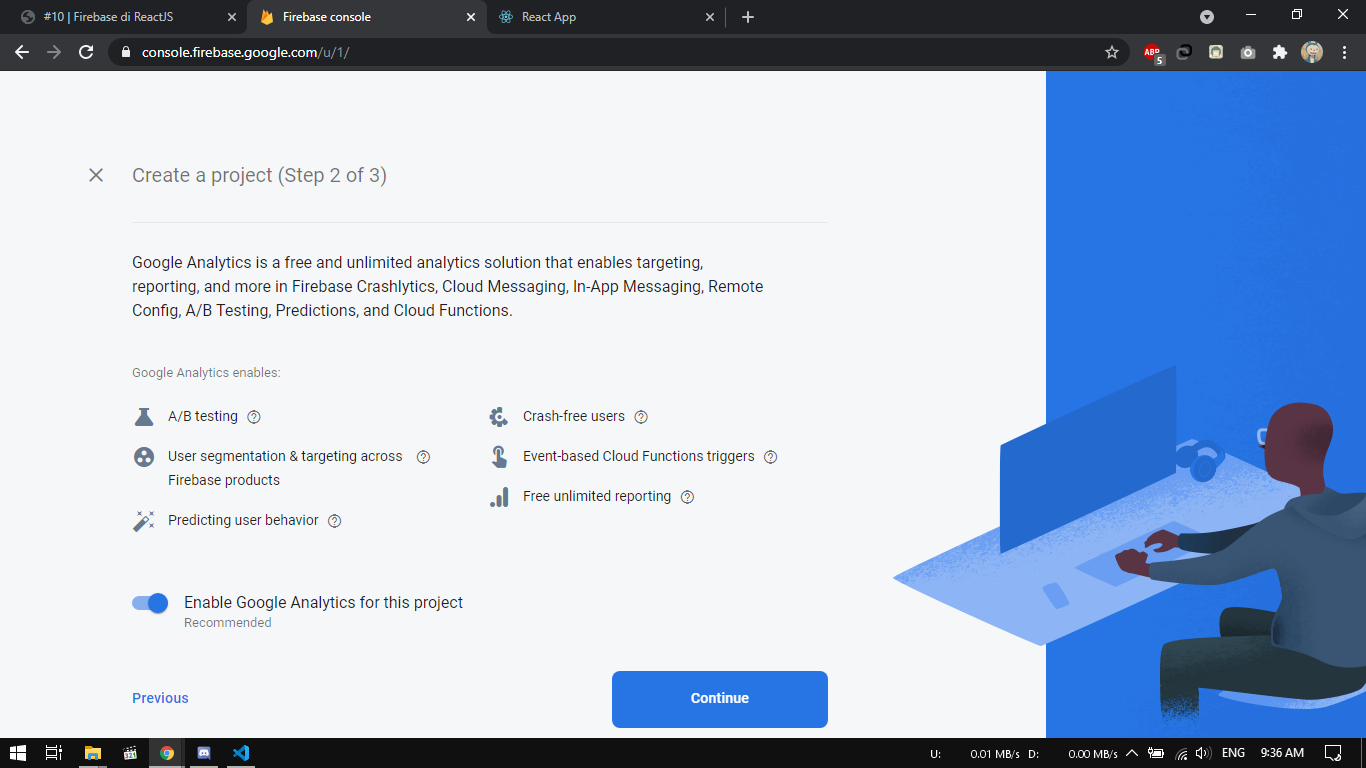 #10 | Firebase di ReactJS
Firebase console
React App
console.firebase.google.com/u/1/
ABP
5
Create a project (Step 2 of 3)
Google Analytics is a free and unlimited analytics solution that enables targeting,
reporting, and more in Firebase Crashlytics, Cloud Messaging, In-App Messaging, Remote
Config, A/B Testing, Predictions, and Cloud Functions.
Google Analytics enables:
A/B testing
Crash-free users
User segmentation & targeting across
Firebase products
Event-based Cloud Functions triggers
Free unlimited reporting
Predicting user behavior
Enable Google Analytics for this project
Recommended
Previous
Continue
U: 0.01 MB/s D: 0.00 MB/s
ENG
9:36 AM